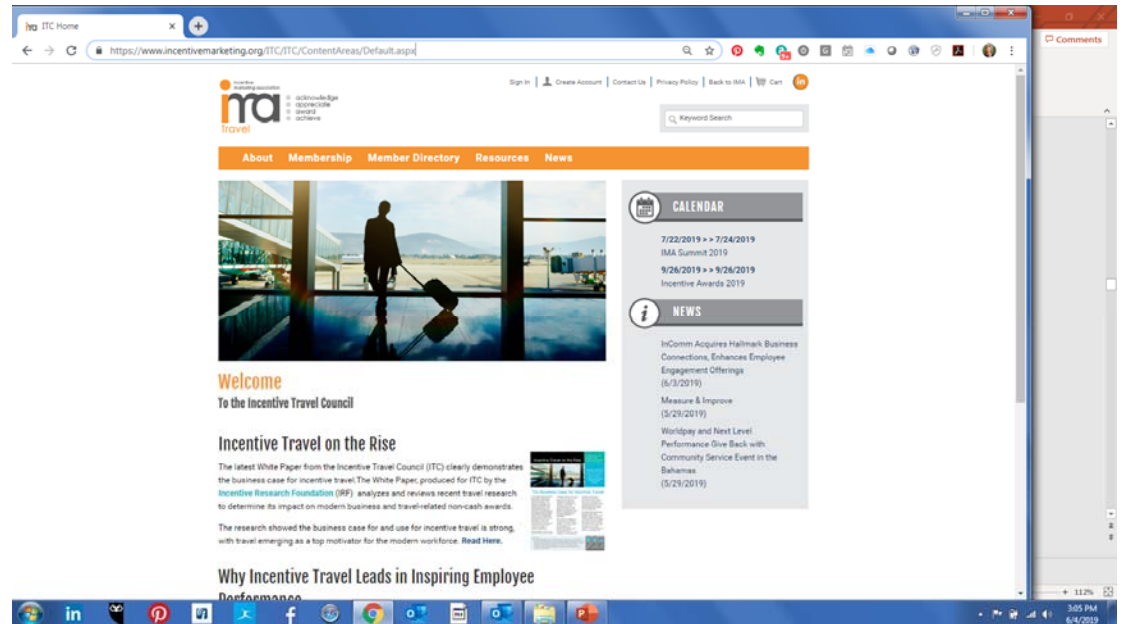 ITC Home
Comments
https://www.incentivemarketing.org/ITC/ITC/ContentAreas/Default.aspx
Sign In | Create Account | Contact Us | Privacy Policy | Back to IMA | Cart
in
incentive
marketing association
ima
Travel
acknowledge
appreciate
award
achieve
Keyword Search
About Membership Member Directory Resources News
CALENDAR
7/22/2019 > > 7/24/2019
IMA Summit 2019
9/26/2019 > > 9/26/2019
Incentive Awards 2019
NEWS
InComm Acquires Hallmark Business
Connections, Enhances Employee
Engagement Offerings
(6/3/2019)
Measure & Improve
(5/29/2019)
Worldpay and Next Level
Performance Give Back with
Community Service Event in the
Bahamas
(5/29/2019)
Welcome
To the Incentive Travel Council
Incentive Travel on the Rise
The latest White Paper from the Incentive Travel Council (ITC) clearly demonstrates
the business case for incentive travel.The White Paper, produced for ITC by the
Incentive Research Foundation (IRF) analyzes and reviews recent travel research
to determine its impact on modern business and travel-related non-cash awards.
The research showed the business case for and use for incentive travel is strong,
with travel emerging as a top motivator for the modern workforce. Read Here.
Why Incentive Travel Leads in Inspiring Employee
Performance
112%
3:05 PM
6/4/2019